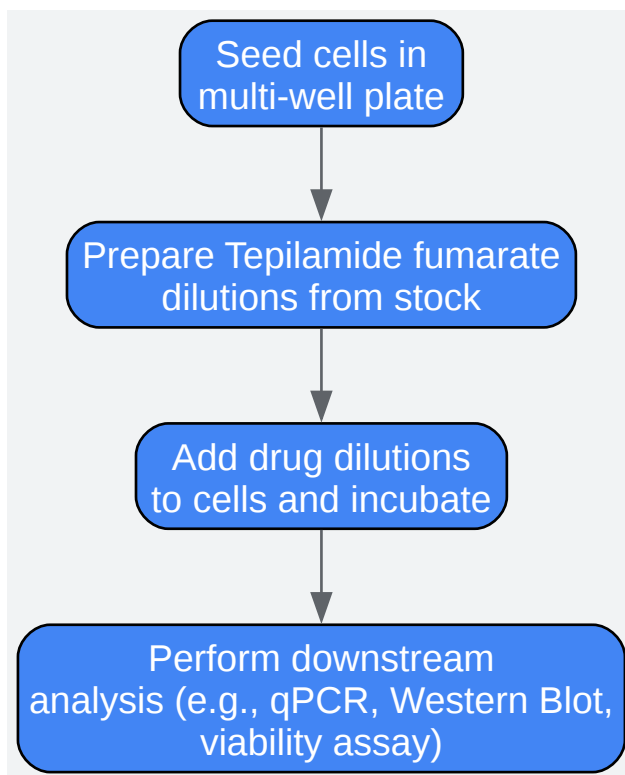 Seed cells in
multi-well plate
Prepare Tepilamide fumarate
dilutions from stock
Add drug dilutions
to cells and incubate
Perform downstream
analysis (e.g., qPCR, Western Blot,
viability assay)